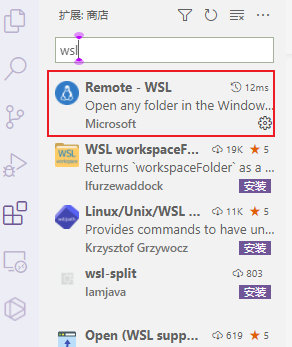 扩展: 商店
wsl
Remote - WSL 12ms
Open any folder in the Window...
Microsoft
WSL workspaceF... 19K ★ 5
Returns `workspaceFolder` as a ...
lfurzewaddock 安装
Linux/Unix/WSL ... 11K ★ 5
Provides commands to have un...
Krzysztof Grzywocz 安装
wsl-split 803
Iamjava 安装
Open (WSL supp... 619 ★ 5